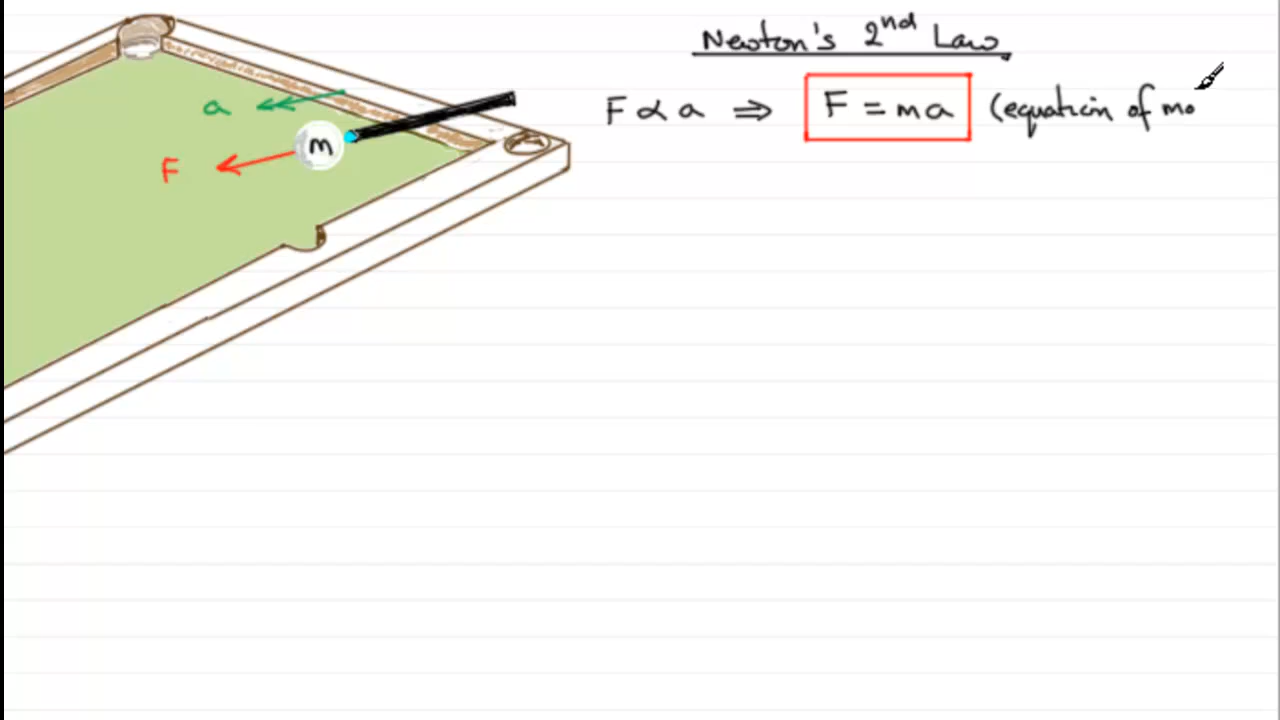 Newton's 2nd Law
F ∝ a ⇒ F = ma (equation of mo
a
m
F